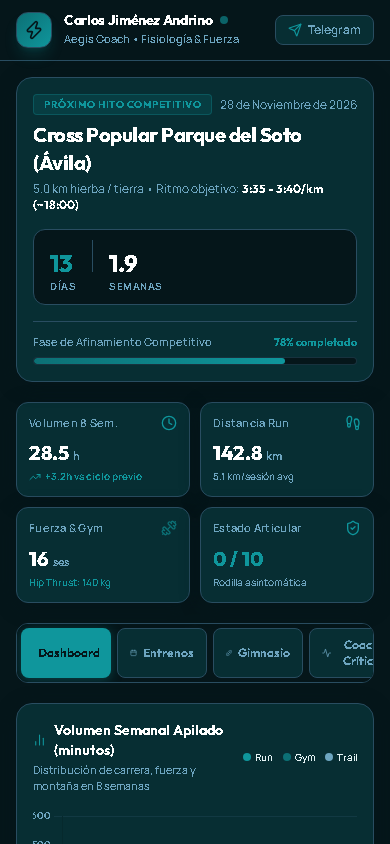 Carlos Jiménez Andrino
Aegis Coach • Fisiología & Fuerza
Telegram
PRÓXIMO HITO COMPETITIVO
28 de Noviembre de 2026
Cross Popular Parque del Soto
(Ávila)
5.0 km hierba / tierra • Ritmo objetivo: 3:35 - 3:40/km
(~18:00)
13
DÍAS
1.9
SEMANAS
Fase de Afinamiento Competitivo
78% completado
Volumen 8 Sem.
28.5 h
+3.2h vs ciclo previo
Distancia Run
142.8 km
5.1 km/sesión avg
Fuerza & Gym
16 ses
Hip Thrust: 140 kg
Estado Articular
0 / 10
Rodilla asintomática
Dashboard
Entrenos
Gimnasio
Coac
Crític
Volumen Semanal Apilado
(minutos)
Distribución de carrera, fuerza y
montaña en 8 semanas
Run
Gym
Trail
600
500